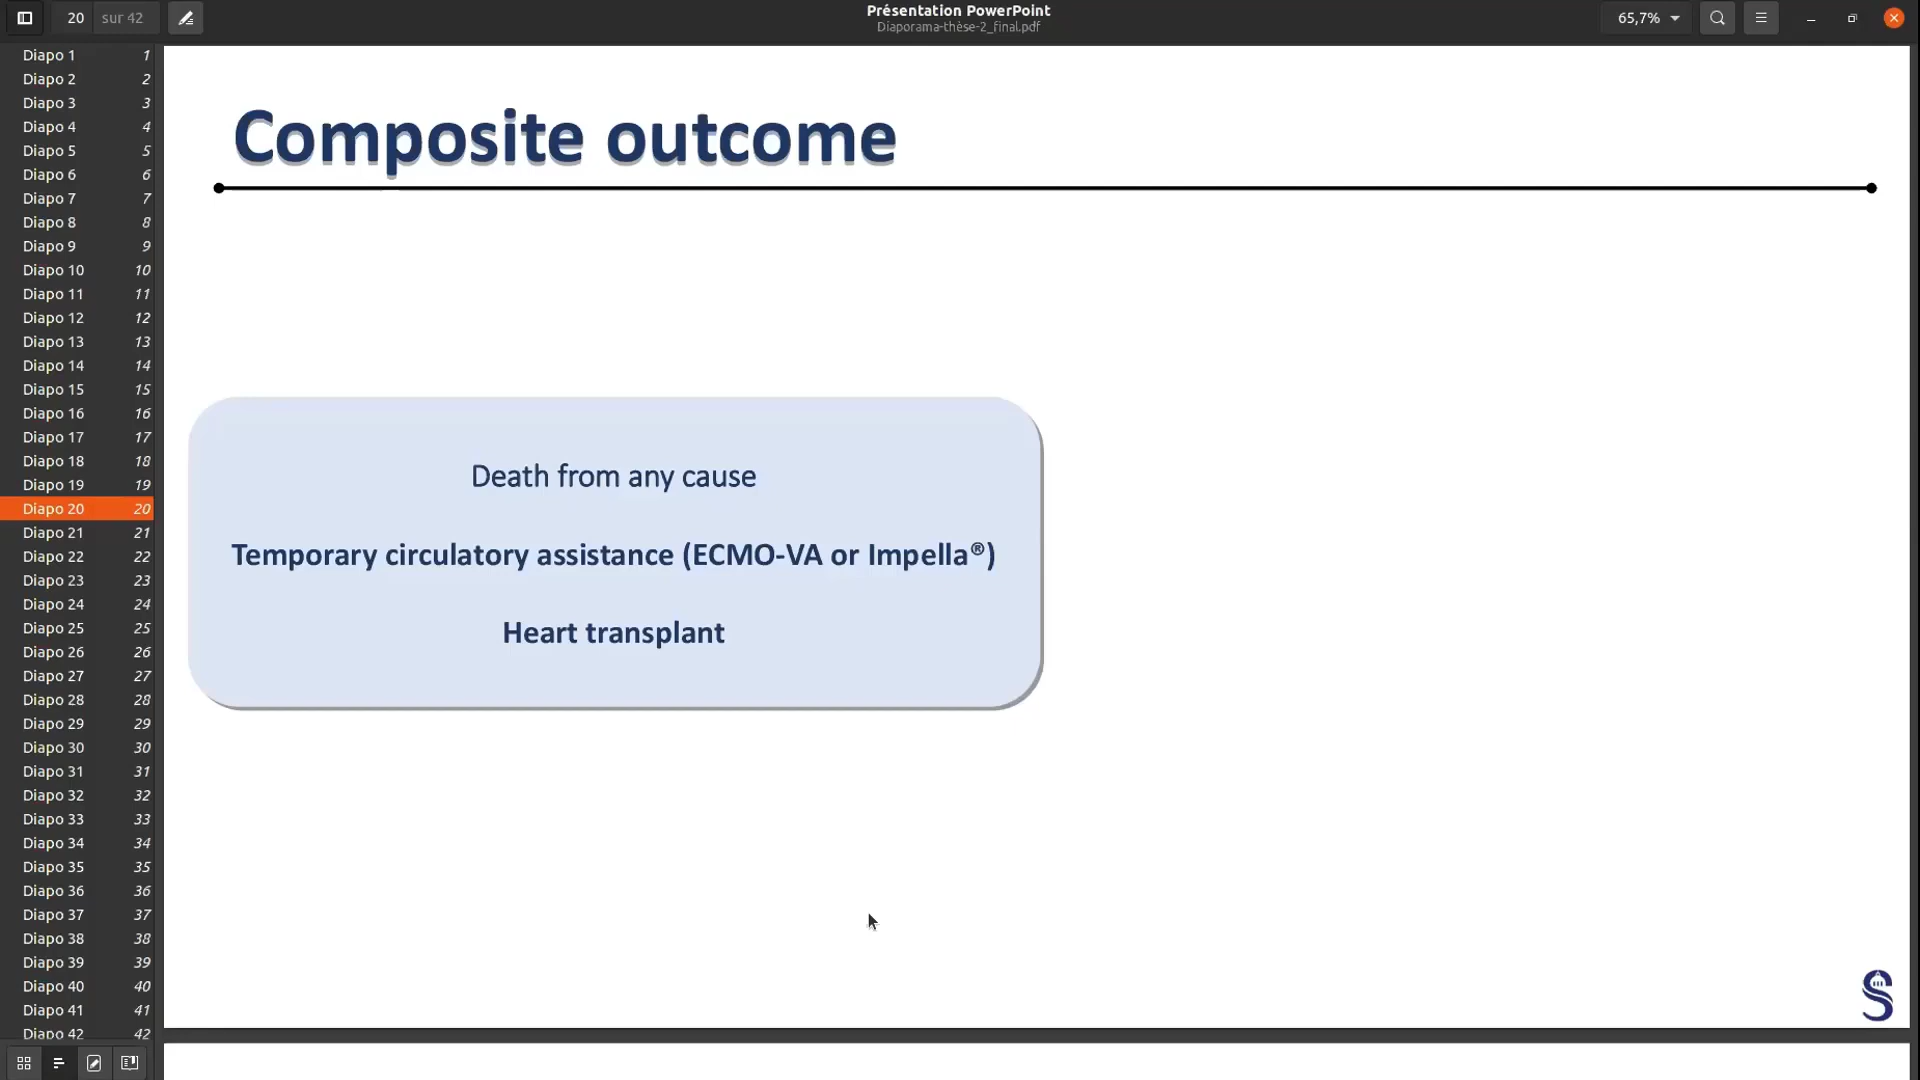 20 sur 42
Présentation PowerPoint
Diaporama-thèse-2_final.pdf
65,7%
Diapo 1 1
Diapo 2 2
Diapo 3 3
Diapo 4 4
Diapo 5 5
Diapo 6 6
Diapo 7 7
Diapo 8 8
Diapo 9 9
Diapo 10 10
Diapo 11 11
Diapo 12 12
Diapo 13 13
Diapo 14 14
Diapo 15 15
Diapo 16 16
Diapo 17 17
Diapo 18 18
Diapo 19 19
Diapo 20 20
Diapo 21 21
Diapo 22 22
Diapo 23 23
Diapo 24 24
Diapo 25 25
Diapo 26 26
Diapo 27 27
Diapo 28 28
Diapo 29 29
Diapo 30 30
Diapo 31 31
Diapo 32 32
Diapo 33 33
Diapo 34 34
Diapo 35 35
Diapo 36 36
Diapo 37 37
Diapo 38 38
Diapo 39 39
Diapo 40 40
Diapo 41 41
Diapo 42 42
Composite outcome
Death from any cause
Temporary circulatory assistance (ECMO-VA or Impella®)
Heart transplant
S